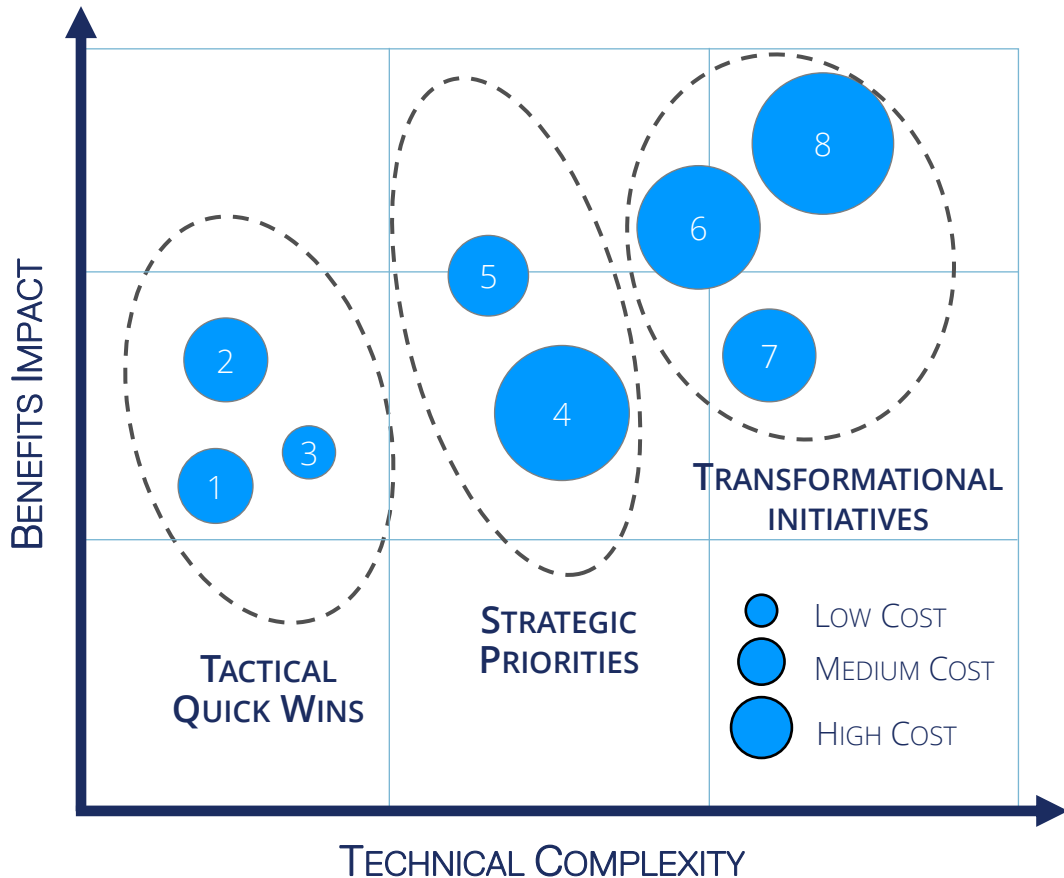 8
6
5
7
2
4
3
1
BENEFITS IMPACT
TRANSFORMATIONAL
INITIATIVES
STRATEGIC
PRIORITIES
LOW COST
MEDIUM COST
HIGH COST
TACTICAL
QUICK WINS
TECHNICAL COMPLEXITY